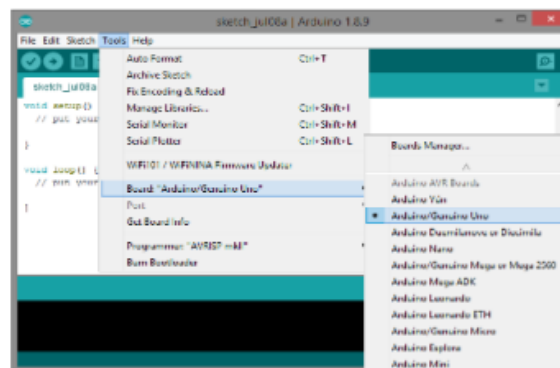 sketch_jul08a | Arduino 1.8.9
File Edit Sketch Tools Help
Auto Format Ctrl+T
Archive Sketch
Fix Encoding & Reload
Manage Libraries... Ctrl+Shift+I
Serial Monitor Ctrl+Shift+M
Serial Plotter Ctrl+Shift+L
WiFi101 / WiFiNINA Firmware Updater
Board: "Arduino/Genuino Uno"
Port
Get Board Info
Programmer: "AVRISP mkII"
Burn Bootloader
sketch_jul08a
void setup()
// put your
}
void loop() {
// put your
}
Boards Manager...
Arduino AVR Boards
Arduino Yún
Arduino/Genuino Uno
Arduino Duemilanove or Diecimila
Arduino Nano
Arduino/Genuino Mega or Mega 2560
Arduino Mega ADK
Arduino Leonardo
Arduino Leonardo ETH
Arduino/Genuino Micro
Arduino Esplora
Arduino Mini